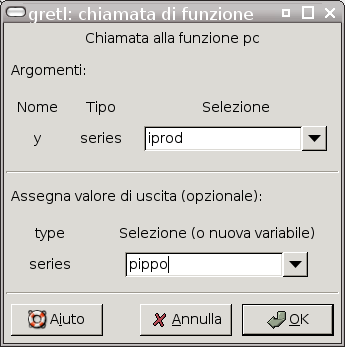 gretl: chiamata di funzione
Chiamata alla funzione pc
Argomenti:
Nome Tipo Selezione
y series iprod
Assegna valore di uscita (opzionale):
type Selezione (o nuova variabile)
series pippo
Aiuto Annulla OK